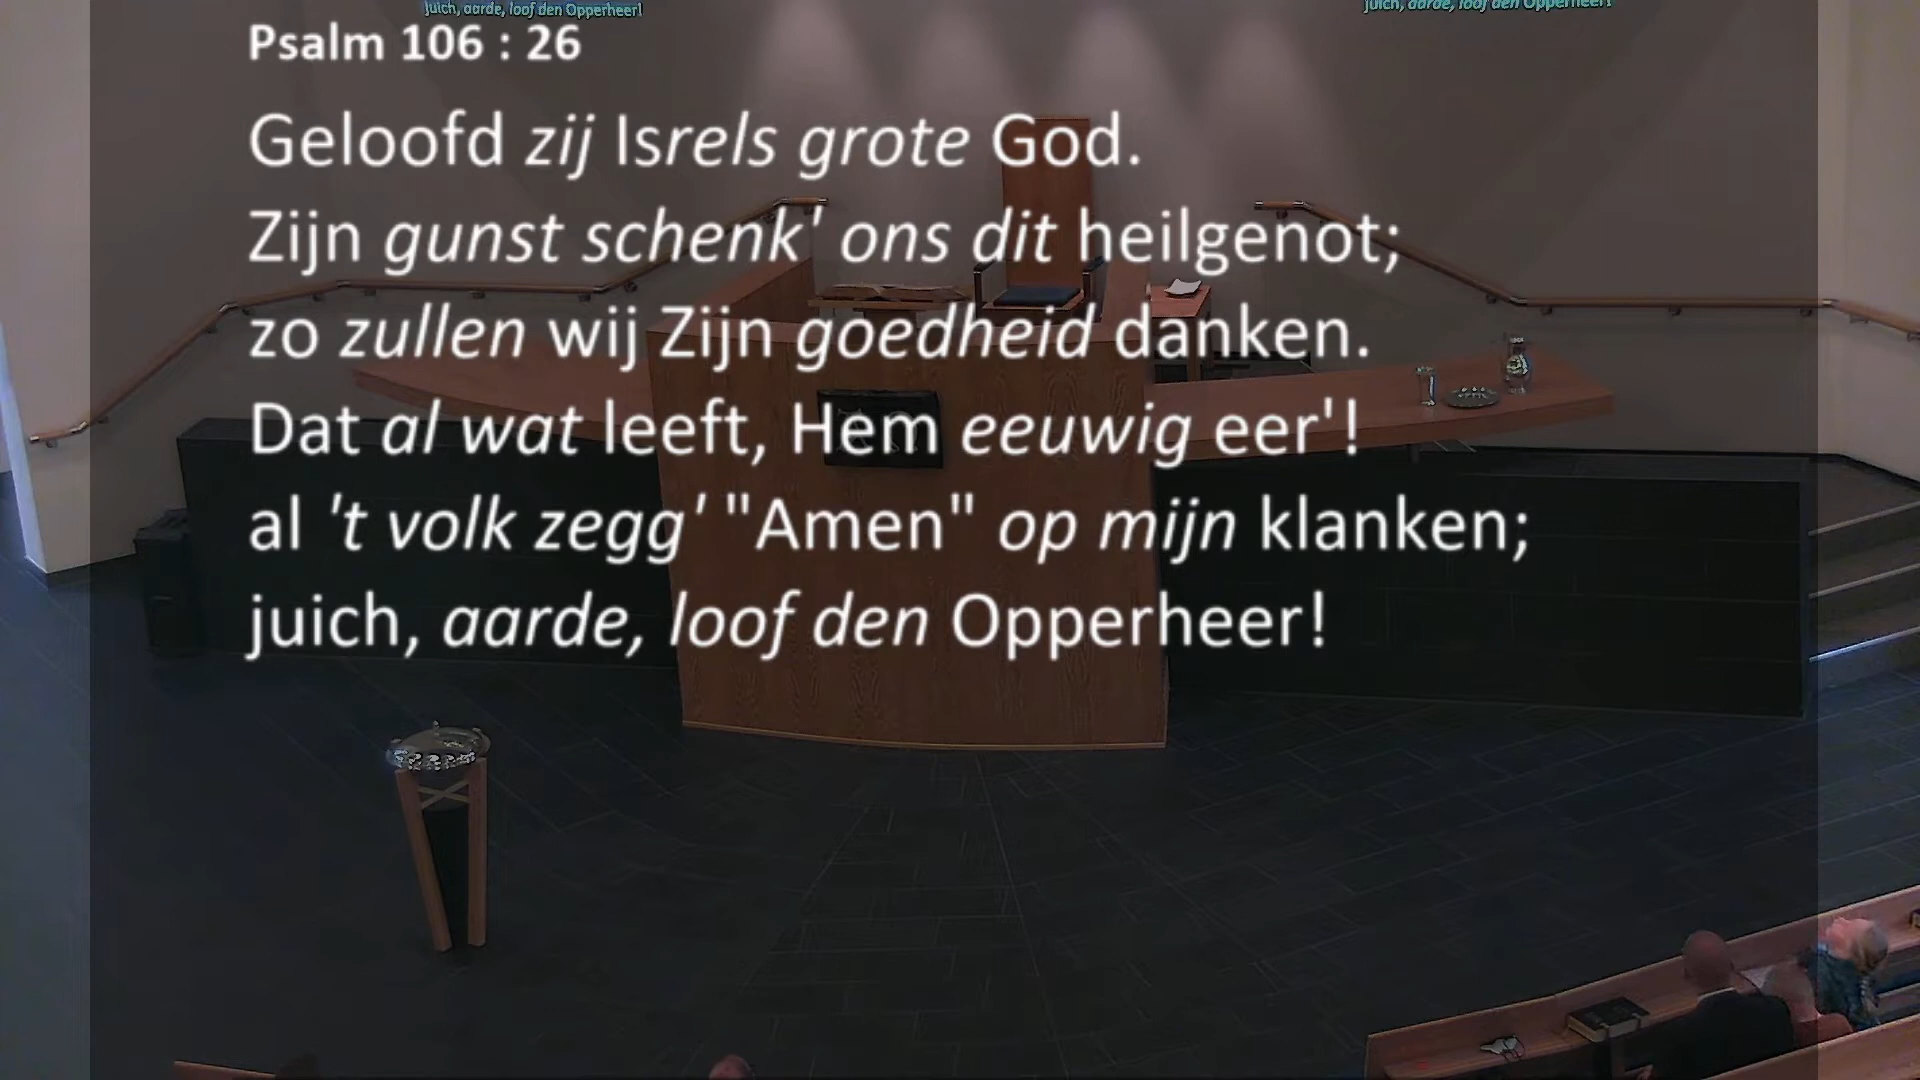 juich, aarde, loof den Opperheer!
juich, aarde, loof den Opperheer!
Psalm 106 : 26
Geloofd zij Isrels grote God.
Zijn gunst schenk' ons dit heilgenot;
zo zullen wij Zijn goedheid danken.
Dat al wat leeft, Hem eeuwig eer'!
al 't volk zegg' "Amen" op mijn klanken;
juich, aarde, loof den Opperheer!